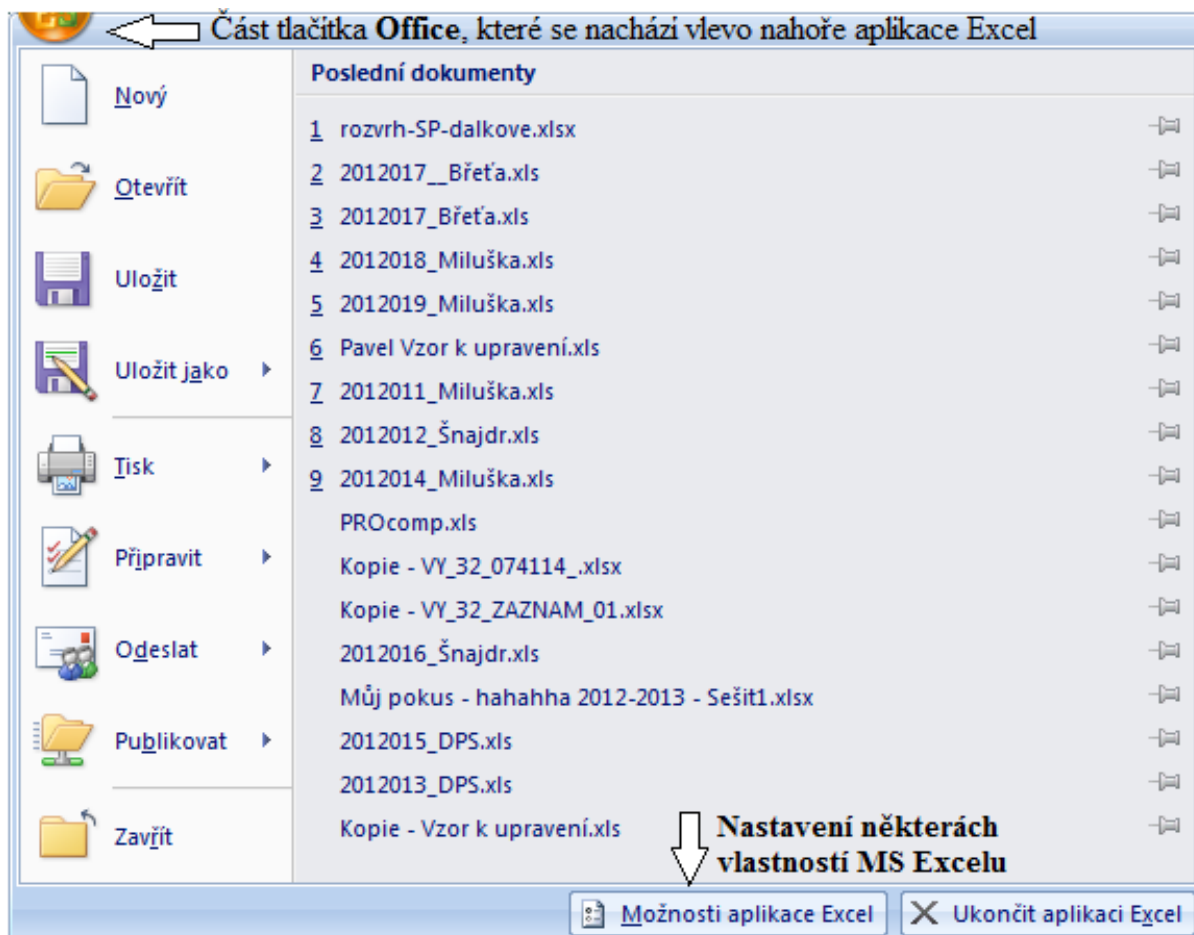 Část tlačítka Office, které se nachází vlevo nahoře aplikace Excel
Nový
Otevřít
Uložit
Uložit jako
Tisk
Připravit
Odeslat
Publikovat
Zavřít
Poslední dokumenty
1 rozvrh-SP-dalkove.xlsx
2 2012017__Břeťa.xls
3 2012017_Břeťa.xls
4 2012018_Miluška.xls
5 2012019_Miluška.xls
6 Pavel Vzor k upravení.xls
7 2012011_Miluška.xls
8 2012012_Šnajdr.xls
9 2012014_Miluška.xls
PROcomp.xls
Kopie - VY_32_074114_.xlsx
Kopie - VY_32_ZAZNAM_01.xlsx
2012016_Šnajdr.xls
Můj pokus - hahahha 2012-2013 - Sešit1.xlsx
2012015_DPS.xls
2012013_DPS.xls
Kopie - Vzor k upravení.xls
Nastavení některách
vlastností MS Excelu
Možnosti aplikace Excel
Ukončit aplikaci Excel